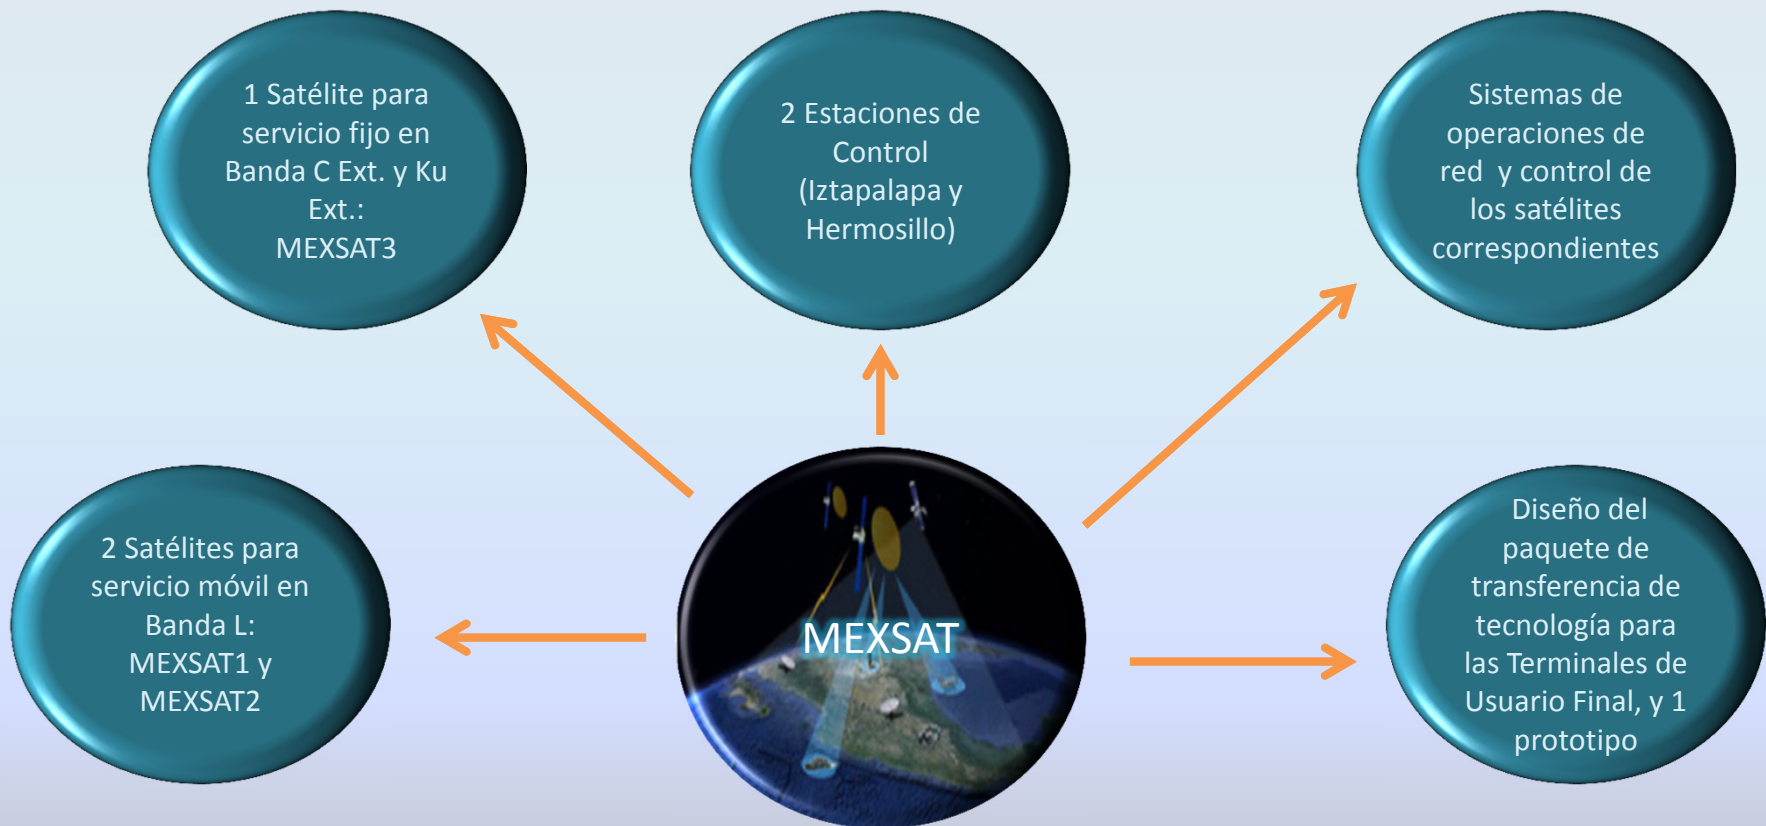 1 Satélite para
servicio fijo en
Banda C Ext. y Ku
Ext.:
MEXSAT3
2 Estaciones de
Control
(Iztapalapa y
Hermosillo)
Sistemas de
operaciones de
red y control de
los satélites
correspondientes
2 Satélites para
servicio móvil en
Banda L:
MEXSAT1 y
MEXSAT2
MEXSAT
Diseño del
paquete de
transferencia de
tecnología para
las Terminales de
Usuario Final, y 1
prototipo